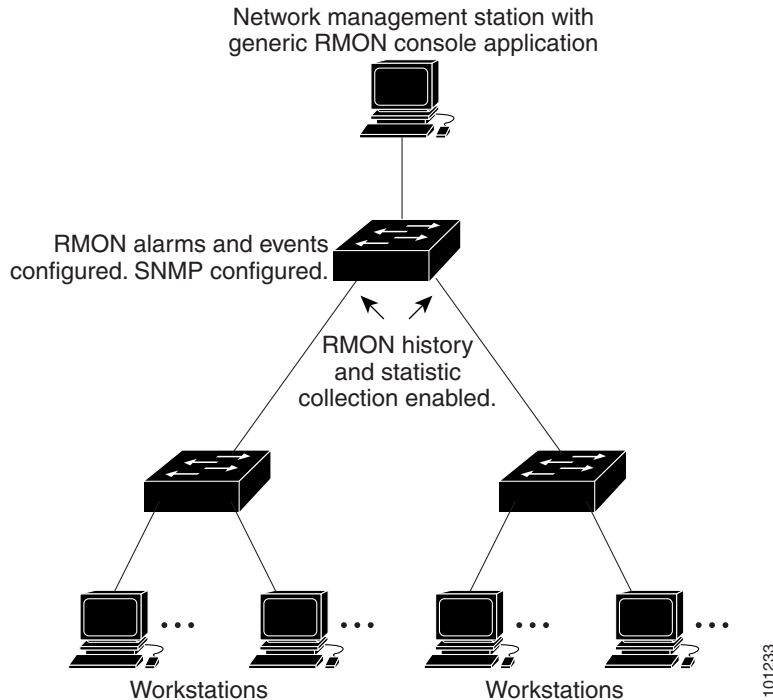 Network management station with
generic RMON console application
RMON alarms and events
configured. SNMP configured.
RMON history
and statistic
collection enabled.
Workstations
Workstations
101233